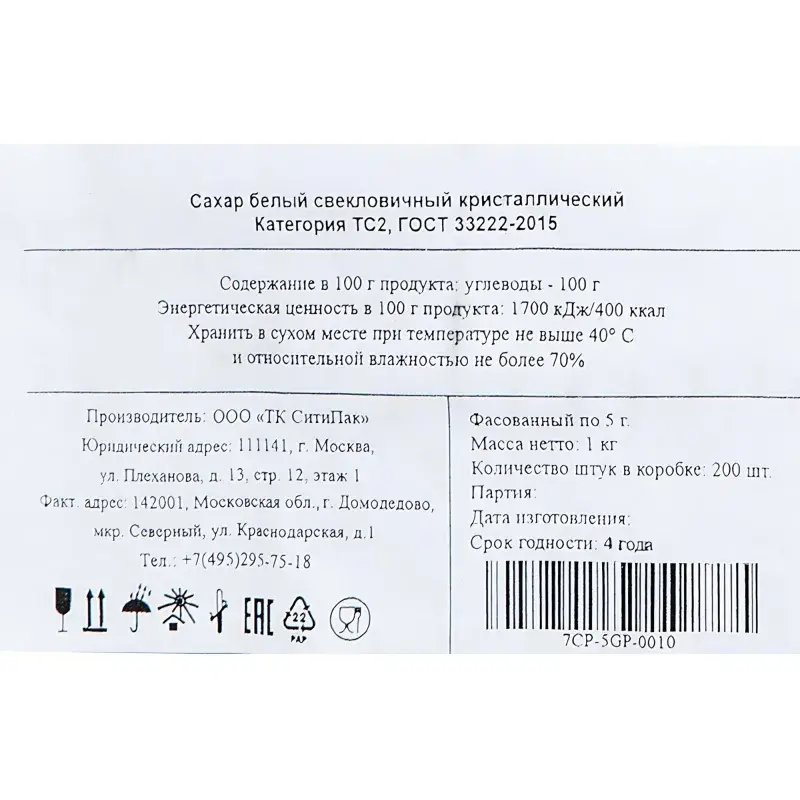 Сахар белый свекловичный кристаллический
Категория ТС2, ГОСТ 33222-2015
Содержание в 100 г продукта: углеводы - 100 г
Энергетическая ценность в 100 г продукта: 1700 кДж/400 ккал
Хранить в сухом месте при температуре не выше 40° С
и относительной влажностью не более 70%
Производитель: ООО «ТК СитиПак»
Юридический адрес: 111141, г. Москва,
ул. Плеханова, д. 13, стр. 12, этаж 1
Факт. адрес: 142001, Московская обл., г. Домодедово,
мкр. Северный, ул. Краснодарская, д.1
Тел.: +7(495)295-75-18
EAC
22
PAP
Фасованный по 5 г.
Масса нетто: 1 кг
Количество штук в коробке: 200 шт.
Партия:
Дата изготовления:
Срок годности: 4 года
7CP-5GP-0010